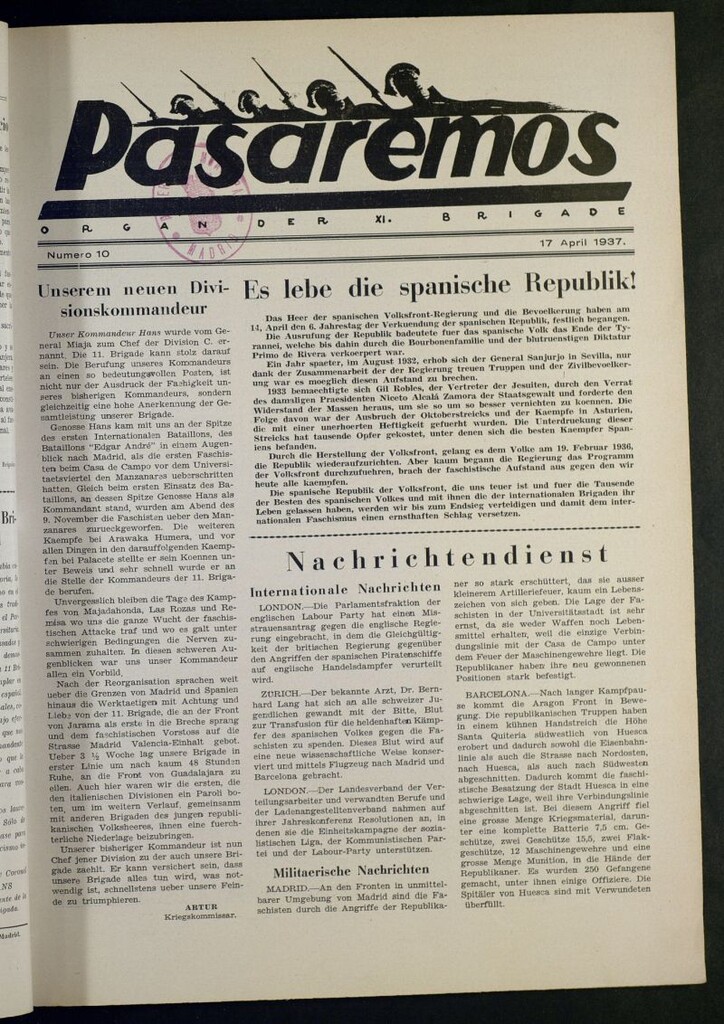 Pasaremos
ORGAN DER XI. BRIGADE
Numero 10
17 April 1937.
Unserem neuen Divi-
sionskommandeur
Unser Kommandeur Hans wurde vom Ge-
neral Miaja zum Chef der Division C. er-
nannt. Die 11. Brigade kann stolz darauf
sein. Die Berufung unseres Kommandeurs
an einen so bedeutungsvollen Posten, ist
nicht nur der Ausdruck der Faehigkeit un-
seres bisherigen Kommandeurs, sondern
gleichzeitig eine hohe Anerkennung der Ge-
samtleistung unserer Brigade.
Genosse Hans kam mit uns an der Spitze
des ersten Internationalen Bataillons, des
Bataillons "Edgar André" in einem Augen-
blick nach Madrid, als die ersten Faschis-
ten beim Casa de Campo vor dem Universi-
taetsviertel den Manzanares ueberschritten
hatten. Gleich beim ersten Einsatz des Ba-
taillons, an dessen Spitze Genosse Hans als
Kommandant stand, wurden am Abend des
9. November die Faschisten ueber den Man-
zanares zurueckgeworfen. Die weiteren
Kaempfe bei Arawaka Humera, und vor
allen Dingen in den darauffolgenden Kaemp-
fen bei Palacete stellte er sein Koennen un-
ter Beweis und sehr schnell wurde er an
die Stelle der Kommandeurs der 11. Briga-
de berufen.
Unvergesslich bleiben die Tage des Kamp-
fes von Majadahonda, Las Rozas und Re-
misa wo uns die ganze Wucht der faschis-
tischen Attacke traf und wo es galt unter
schwierigen Bedingungen die Nerven zu-
sammen zuhalten. In diesen schweren Au-
genblicken war uns unser Kommandeur
allen ein Vorbild.
Nach der Reorganisation sprachen weit
ueber die Grenzen von Madrid und Spanien
hinaus die Werktaetigen mit Achtung und
Liebe von der 11. Brigade, die an der Front
von Jarama als erste in die Breche sprang
und dem faschistischen Vorstoss auf die
Strasse Madrid Valencia-Einhalt gebot.
Ueber 3 ½ Woche lag unsere Brigade in
erster Linie um nach kaum 48 Stunden
Ruhe, an die Front von Guadalajara zu
eilen. Auch hier waren wir die ersten, die
den italienischen Divisionen ein Paroli bo-
ten, um im weitern Verlauf, gemeinsanm
mit anderen Brigaden des jungen republi-
kanischen Volksheeres, ihnen eine fuerch-
terliche Niederlage beizubringen.
Unserer bisheriger Kommandeur ist nun
Chef jener Division zu der auch unsere Bri-
gade zaehlt. Er kann versichert sein, dass
unsere Brigade alles tun wird, was not-
wendig ist, schnellstens ueber unsere Fein-
de zu triumphieren.
ARTUR
Kriegskommissar.
Es lebe die spanische Republik!
Das Heer der spanischen Volksfront-Regierung und die Bevoelkerung haben am
14. April den 6. Jahrestag der Verkuendung der spanischen Republik, festlich begangen.
Die Ausrufung der Republik badeutete fuer das spanische Volk das Ende der Ty-
rannei, welche bis dahin durch die Bourbonenfamilie und der blutruenstigen Diktatur
Primo de Rivera verkoerpert war.
Ein Jahr spaeter, im August 1932, erhob sich der General Sanjurjo in Sevilla, nur
dank der Zusammenarbeit der der Regierung treuen Truppen und der Zivilbevoelker-
ung war es moeglich diesen Aufstand zu brechen.
1933 bemaechtigte sich Gil Robles, der Vertreter der Jesuiten, durch den Verrat
des damsligen Praesidenten Niceto Alcalá Zamora de Staatsgewalt und forderte den
Widerstand der Massen heraus, um sie so um so besser vernichten zu koennen. Die
Folge davon war der Ausbruch der Oktoberstreicks und der Kaempfe in Asturien,
die mit einer unerhoerten Heftigkeit gefuehrt wurden. Die Unterdruckung dieser
Streicks hat tausende Opfer gekostet, unter denen sich die besten Kaempfer Span-
iens befanden.
Durch die Herstellung der Volksfront, gelang es dem Volke am 19. Februar 1936,
die Republik wiederaufzurichten. Aber kaum begann die Regierung das Programm
der Volksfront durchzufuehren, brach der faschistische Aufstand aus gegen den wir
heute alle kaempfen.
Die spanische Republik der Volksfront, die uns teuer ist und fuer die Tausende
der Besten des spanischen Volkes und mit ihnen die der internationalen Brigaden ihr
Leben gelassen haben, werden wir bis zum Endsieg verteidigen und damit dem inter-
nationalen Faschismus einen ernsthaften Schlag versetzen.
Nachrichtendienst
Internationale Nachrichten
LONDON.—Die Parlamentsfraktion der
englischen Labour Party hat einen Mis-
strauensantrag gegen die englische Regie-
rung eingebracht, in dem die Gleichgültig-
keit der britischen Regierung gegenüber
den Angriffen der spanischen Piratenschiffe
auf englische Handelsdampfer verurteilt
wird.
ZURICH.—Der bekannte Arzt, Dr. Bern-
hard Lang hat sich an alle schweizer Ju-
gendlichen gewandt mit der Bitte, Blut
zur Transfusion für die heldenhaften Kämp-
fer des spanischen Volkes gegen die Fa-
schisten zu spenden. Dieses Blut wird auf
eine neue wissenschaftliche Weise konser-
viert und mittels Flugzeug nach Madrid und
Barcelona gebracht.
LONDON.—Der Landesverband der Ver-
teilungsarbeiter und verwandten Berufe und
der Ladenangestelltenverband nahmen auf
ihrer Jahreskonferenz Resolutionen an, in
denen sie die Einheitskampagne der sozia-
listischen Liga, der Kommunistischen Par-
tei und der Labour-Party unterstützen.
Militaerische Nachrichten
MADRID.—An den Fronten in unmittel-
barer Umgebung von Madrid sind die Fa-
schisten durch die Angriffe der Republika-
ner so stark erschüttert, das sie ausser
kleinerem Artilleriefeuer, kaum ein Lebens-
zeichen von sich geben. Die Lage der Fa-
schisten in der Universitätsstadt ist sehr
ernst, da sie weder Waffen noch Lebens-
mittel erhalten, weil die einzige Verbin-
dungslinie mit der Casa de Campo unter
dem Feuer der Maschinengewehre liegt. Die
Republikaner haben ihre neu gewonnenen
Positionen stark befestigt.
BARCELONA.—Nach langer Kampfpau-
se kommt die Aragon Front in Bewe-
gung. Die republikanischen Truppen haben
in einem kühnen Handstreich die Höhe
Santa Quiteria südwestlich von Huesca
erobert und dadurch sowohl die Eisenbahn-
linie als auch die Strasse nach Nordosten,
nach Huesca, als auch nach Südwesten
abgeschnitten. Dadurch kommt die faschi-
stische Besatzung der Stadt Huesca in eine
schwierige Lage, weil ihre Verbindungslinie
abgeschnitten ist. Bei diesem Angriff fiel
eine grosse Menge Kriegsmaterial, darun-
ter eine komplette Batterie 7,5 cm. Ge-
schütze, zwei Geschütze 15,5, zwei Flak-
geschütze, 12 Maschinengewehre und eine
grosse Menge Munition, in die Hände der
Republikaner. Es wurden 250 Gefangene
gemacht, unter ihnen einige Offiziere. Die
Spitäler von Huesca sind mit Verwundeten
überfüllt.